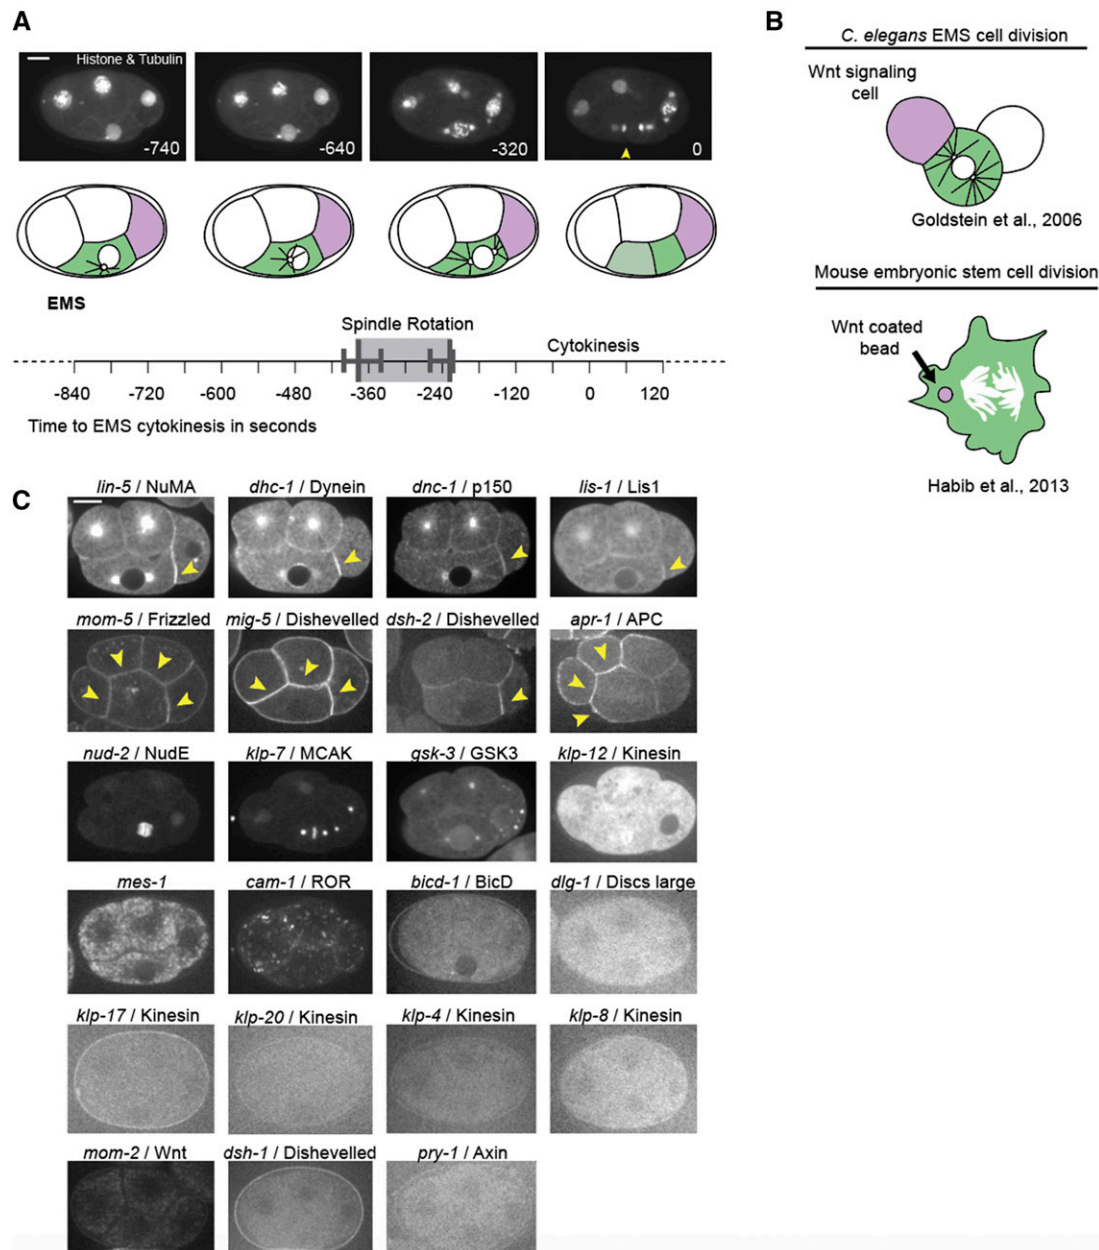 A
Histone & Tubulin
-740
-640
-320
0
EMS
Spindle Rotation
Cytokinesis
-840 -720 -600 -480 -360 -240 -120 0 120
Time to EMS cytokinesis in seconds
B
C. elegans EMS cell division
Wnt signaling
cell
Goldstein et al., 2006
Mouse embryonic stem cell division
Wnt coated
bead
Habib et al., 2013
C
lin-5 / NuMA dhc-1 / Dynein dnc-1 / p150 lis-1 / Lis1
mom-5 / Frizzled mig-5 / Dishevelled dsh-2 / Dishevelled apr-1 / APC
nud-2 / NudE klp-7 / MCAK gsk-3 / GSK3 klp-12 / Kinesin
mes-1 cam-1 / ROR bicd-1 / BicD dlg-1 / Discs large
klp-17 / Kinesin klp-20 / Kinesin klp-4 / Kinesin klp-8 / Kinesin
mom-2 / Wnt dsh-1 / Dishevelled pry-1 / Axin